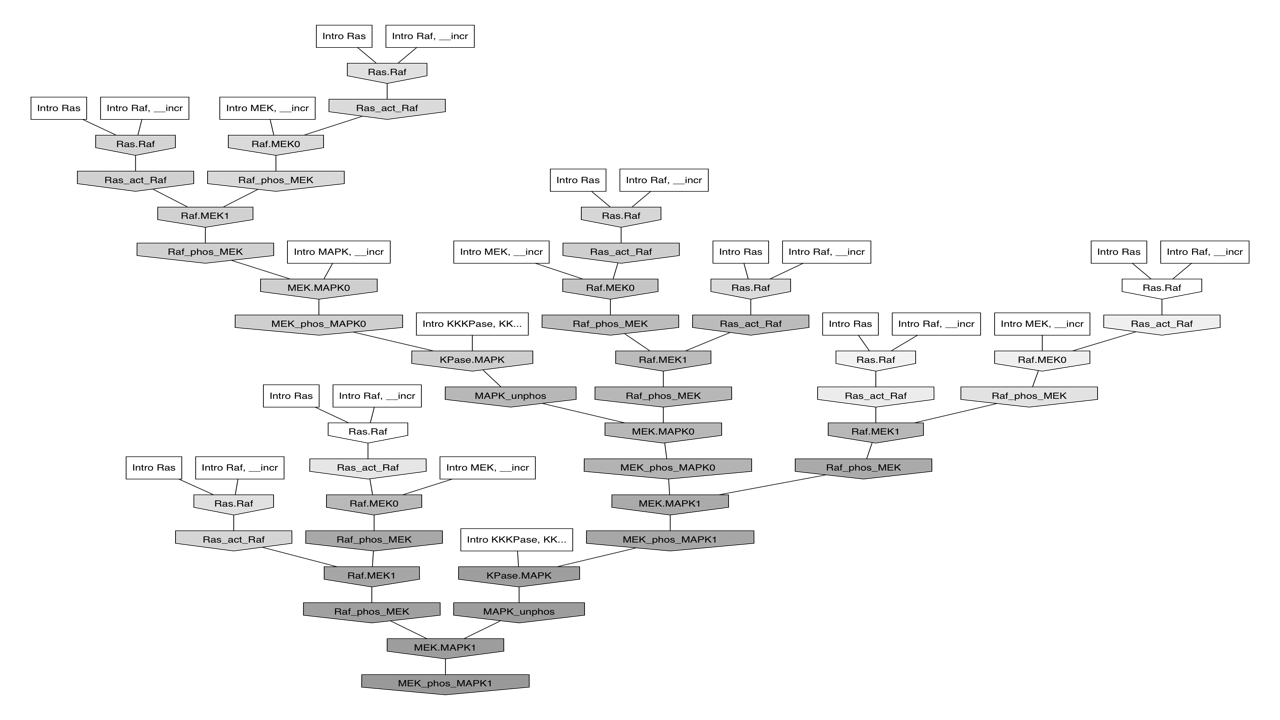 Intro Ras
Intro Raf, __incr
Ras.Raf
Intro Ras
Intro Raf, __incr
Intro MEK, __incr
Ras_act_Raf
Ras.Raf
Raf.MEK0
Ras_act_Raf
Raf_phos_MEK
Intro Ras
Intro Raf, __incr
Raf.MEK1
Ras.Raf
Raf_phos_MEK
Intro MAPK, __incr
Intro MEK, __incr
Ras_act_Raf
Intro Ras
Intro Raf, __incr
Intro Ras
Intro Raf, __incr
MEK.MAPK0
Raf.MEK0
Ras.Raf
Ras.Raf
MEK_phos_MAPK0
Intro KKKPase, KK...
Raf_phos_MEK
Ras_act_Raf
Intro Ras
Intro Raf, __incr
Intro MEK, __incr
Ras_act_Raf
KPase.MAPK
Raf.MEK1
Ras.Raf
Raf.MEK0
Intro Ras
Intro Raf, __incr
MAPK_unphos
Raf_phos_MEK
Ras_act_Raf
Raf_phos_MEK
Ras.Raf
MEK.MAPK0
Raf.MEK1
Intro Ras
Intro Raf, __incr
Ras_act_Raf
Intro MEK, __incr
MEK_phos_MAPK0
Raf_phos_MEK
Ras.Raf
Raf.MEK0
MEK.MAPK1
Ras_act_Raf
Raf_phos_MEK
Intro KKKPase, KK...
MEK_phos_MAPK1
Raf.MEK1
KPase.MAPK
Raf_phos_MEK
MAPK_unphos
MEK.MAPK1
MEK_phos_MAPK1